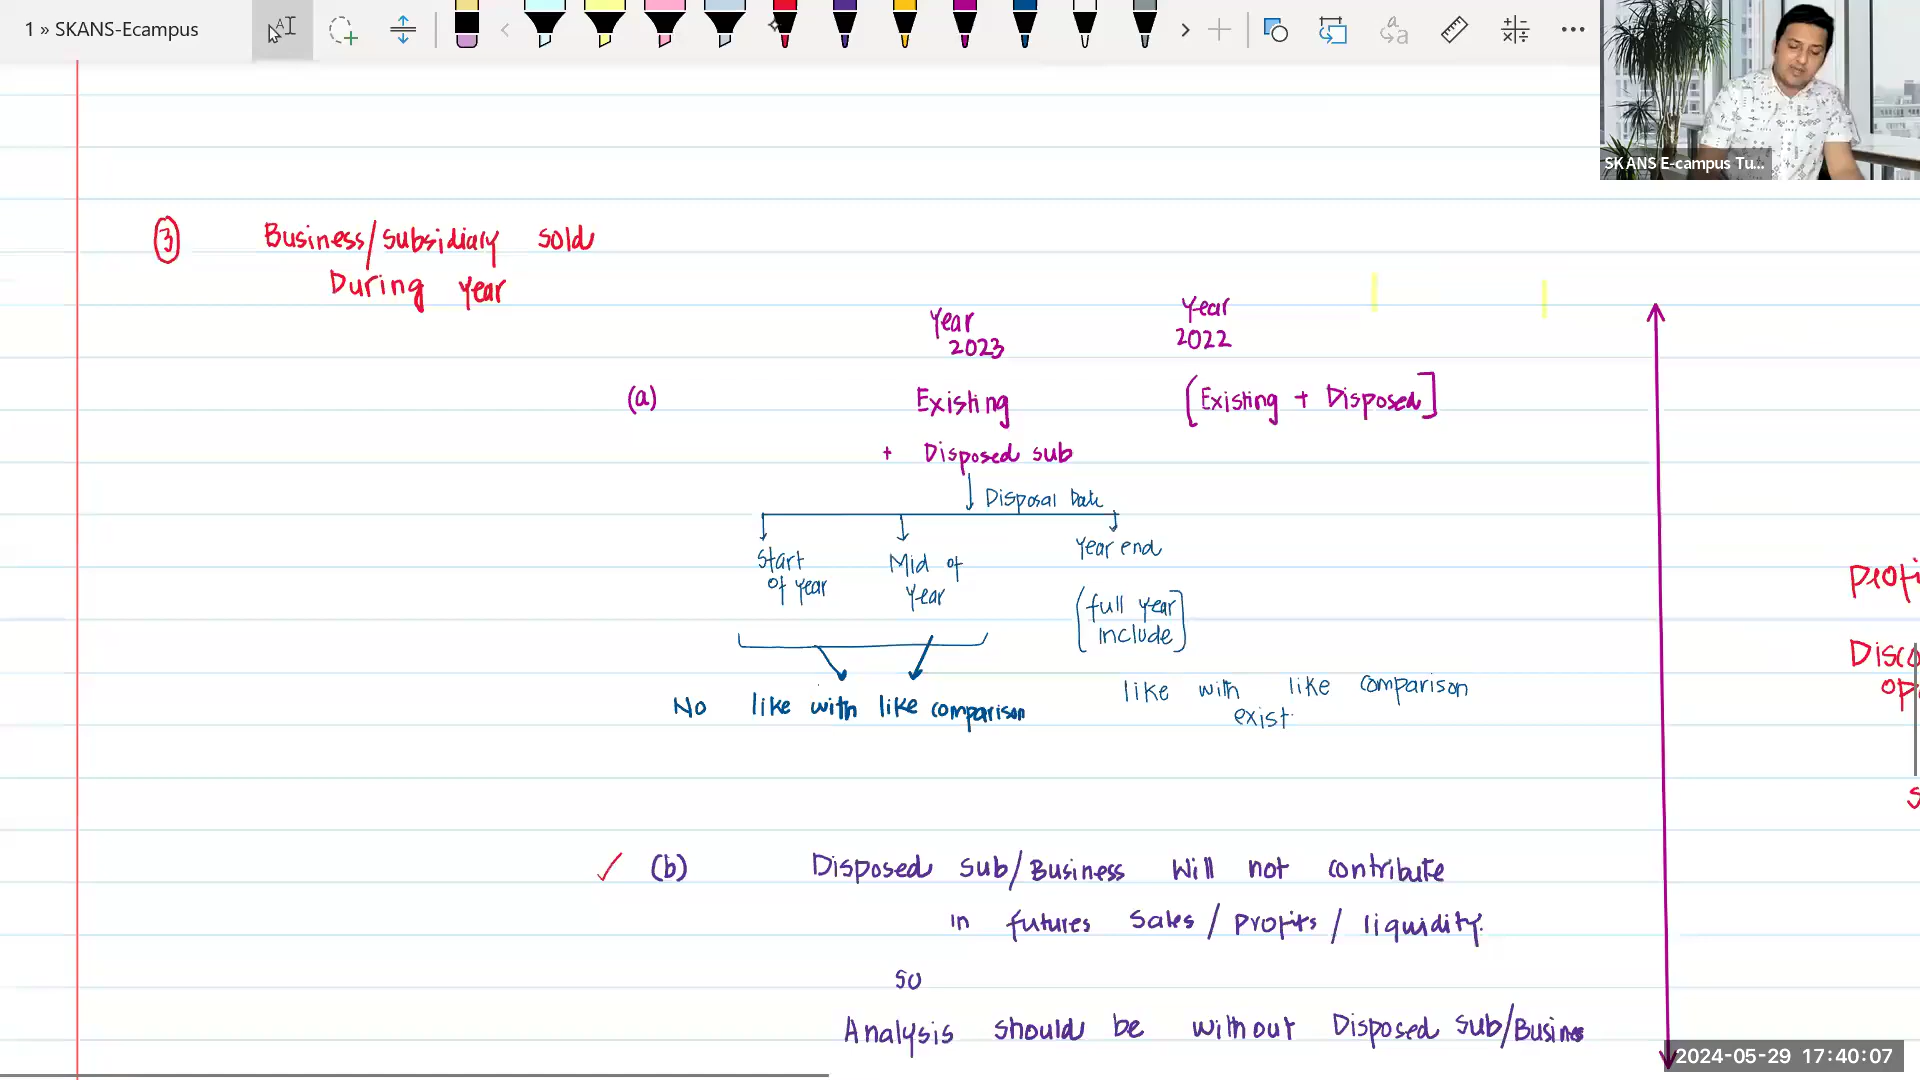 1 » SKANS-Ecampus
SKANS E-campus Tu...
3 Business/Subsidiary Sold
During Year
Year
2023
Year
2022
(a) Existing [Existing + Disposed]
+ Disposed sub
Disposal Date
Start
of year
Mid of
year
Year end
[full year
include]
No like with like comparison
like with like comparison
exist.
(b) Disposed sub/Business Will not contribute
in futures Sales / Profits / liquidity.
so
Analysis should be without Disposed sub/Business
2024-05-29 17:40:07